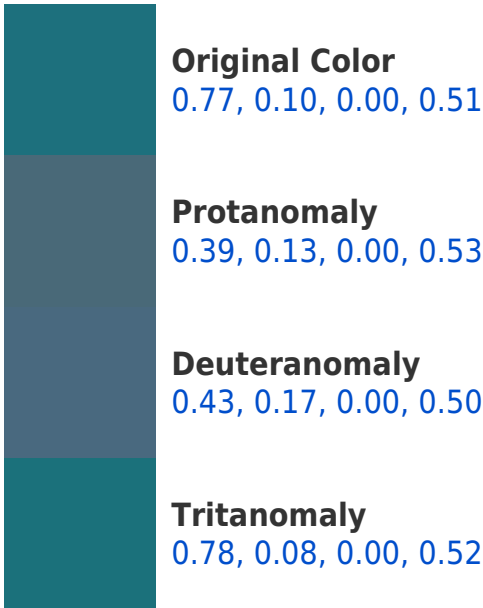 Original Color
0.77, 0.10, 0.00, 0.51
Protanomaly
0.39, 0.13, 0.00, 0.53
Deuteranomaly
0.43, 0.17, 0.00, 0.50
Tritanomaly
0.78, 0.08, 0.00, 0.52